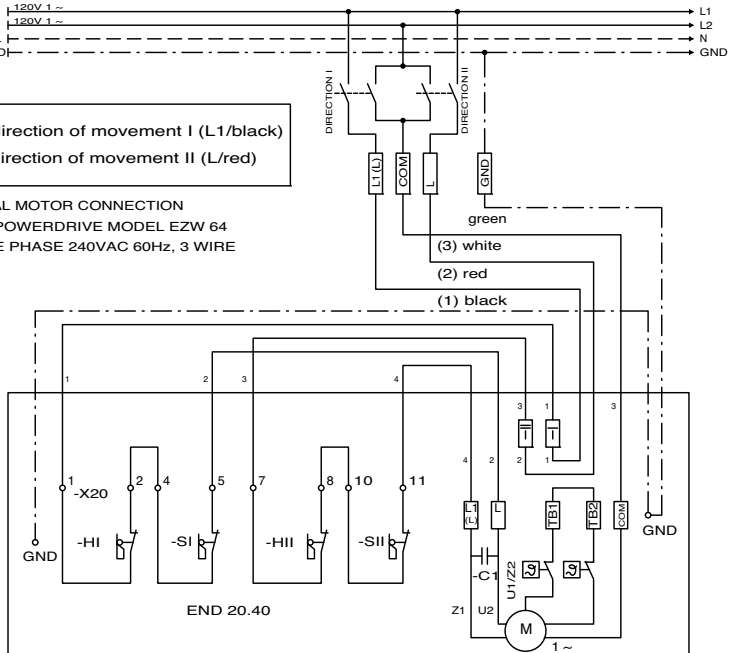 120V 1 ~
L1
120V 1 ~
L2
N
GND
DIRECTION I
DIRECTION II
direction of movement I (L1/black)
direction of movement II (L/red)
L1 (L)
COM
L
GND
AL MOTOR CONNECTION
POWERDRIVE MODEL EZW 64
E PHASE 240VAC 60Hz, 3 WIRE
green
(3) white
(2) red
(1) black
1
2
3
4
3
1
3
-II
-I
4
2
2
1
1
2
4
5
7
8
10
11
-X20
L1
(L)
L
TB1
TB2
COM
GND
-HI
-SI
-HII
-SII
GND
-C1
U1/Z2
END 20.40
Z1
U2
M
1 ~